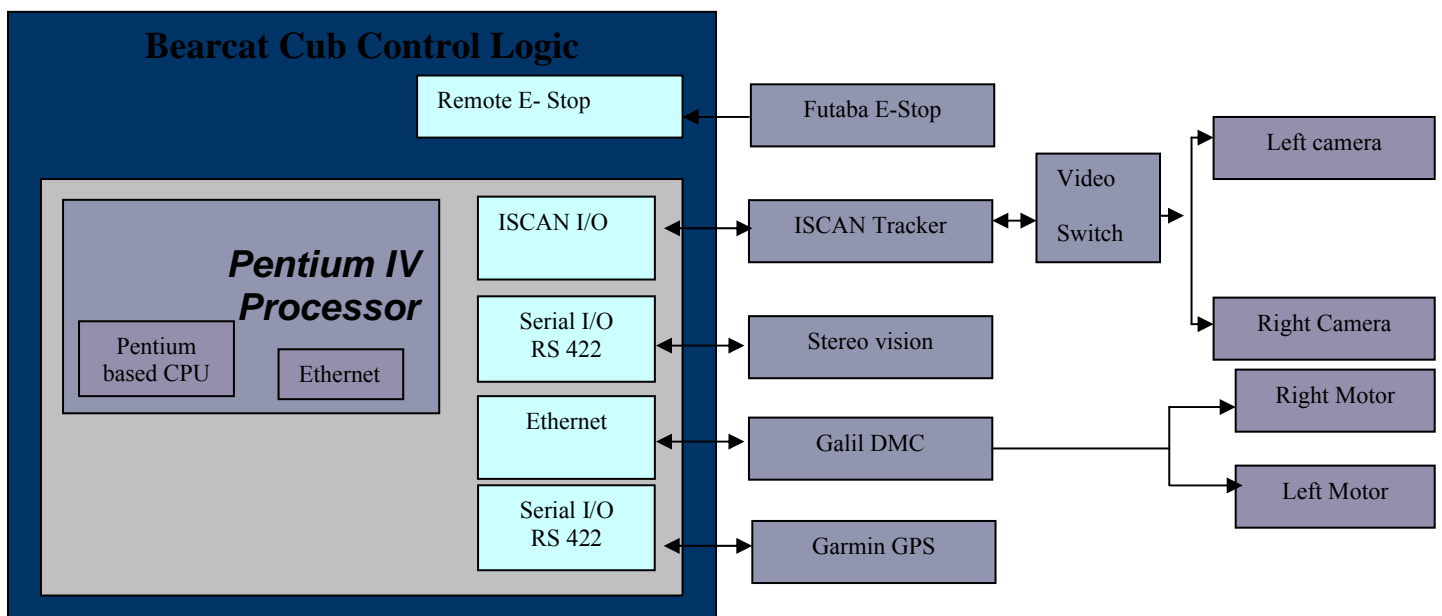 Bearcat Cub Control Logic
Remote E- Stop
Futaba E-Stop
Left camera
Video
Switch
ISCAN I/O
ISCAN Tracker
Pentium IV
Processor
Serial I/O
RS 422
Stereo vision
Right Camera
Pentium
based CPU
Ethernet
Right Motor
Ethernet
Galil DMC
Left Motor
Serial I/O
RS 422
Garmin GPS